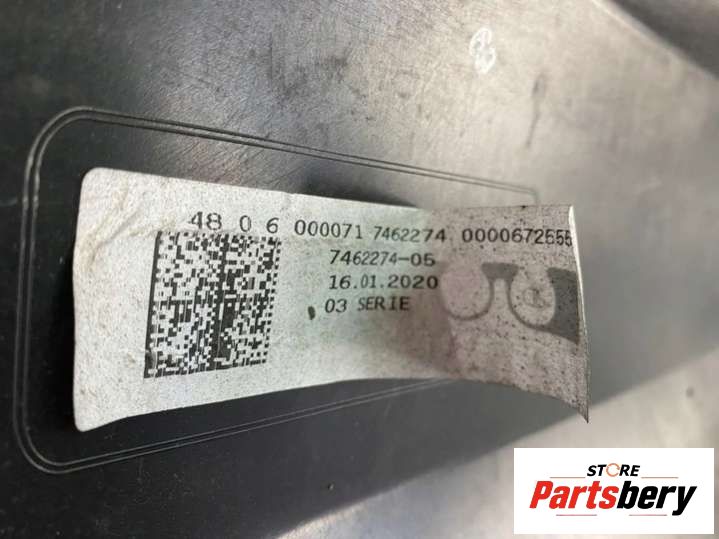 48 0 6 000071 7462274 0000672555
7462274-05
16.01.2020
03 SERIE
STORE
Partsbery